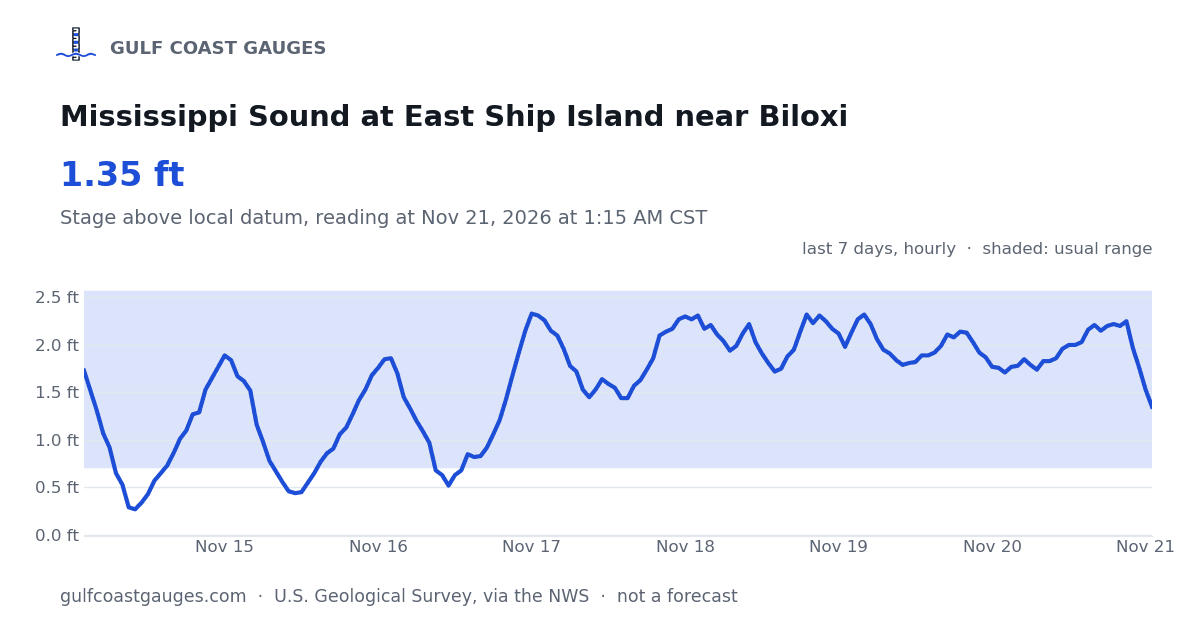 GULF COAST GAUGES
Mississippi Sound at East Ship Island near Biloxi
1.35 ft
Stage above local datum, reading at Nov 21, 2026 at 1:15 AM CST
last 7 days, hourly · shaded: usual range
2.5 ft
2.0 ft
1.5 ft
1.0 ft
0.5 ft
0.0 ft
Nov 15 Nov 16 Nov 17 Nov 18 Nov 19 Nov 20 Nov 21
gulfcoastgauges.com · U.S. Geological Survey, via the NWS · not a forecast